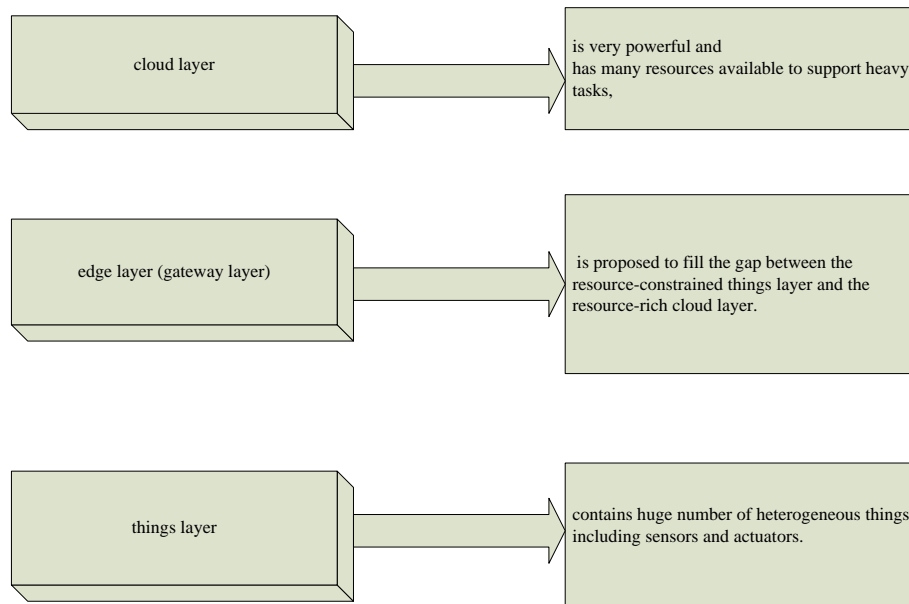 cloud layer
is very powerful and
has many resources available to support heavy
tasks,
edge layer (gateway layer)
is proposed to fill the gap between the
resource-constrained things layer and the
resource-rich cloud layer.
things layer
contains huge number of heterogeneous things
including sensors and actuators.